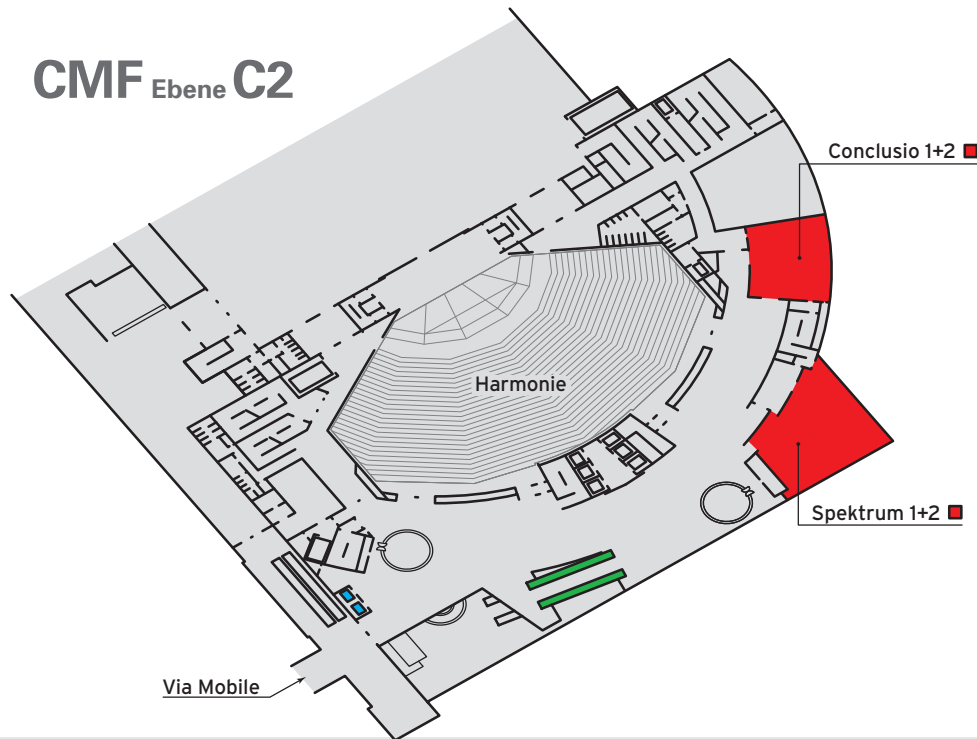 CMF Ebene C2
Conclusio 1+2
Harmonie
Spektrum 1+2
Via Mobile